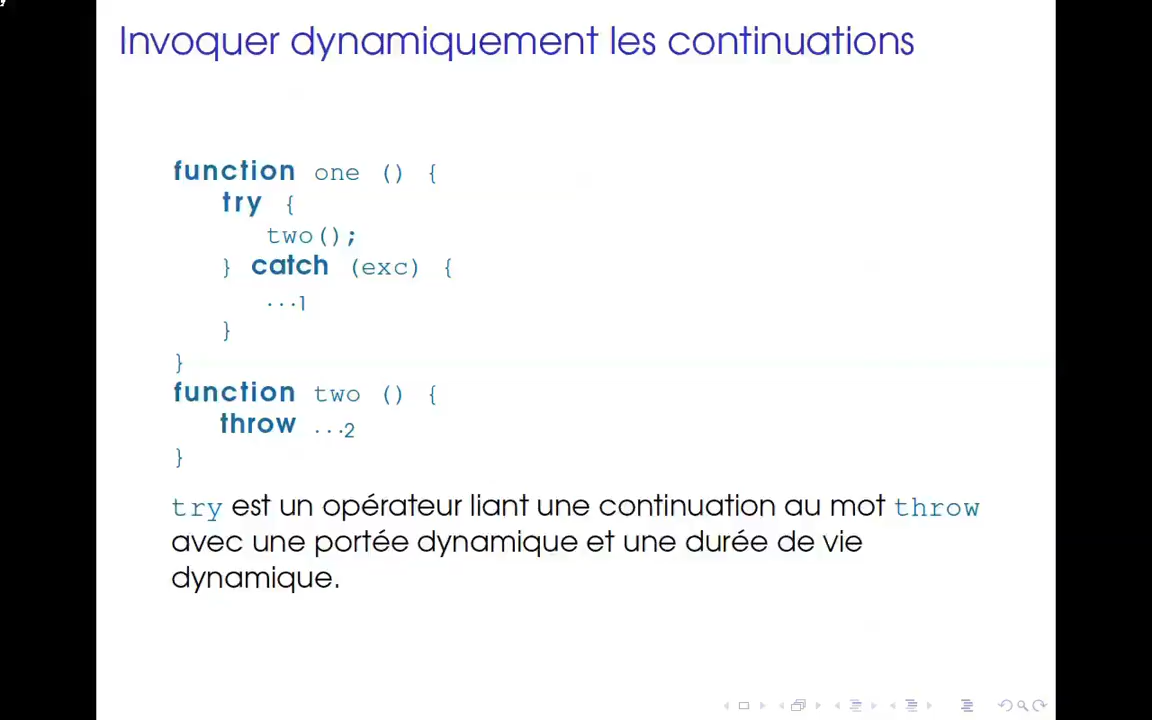 Invoquer dynamiquement les continuations
function one () {
try {
two();
} catch (exc) {
...1
}
}
function two () {
throw ...2
}
try est un opérateur liant une continuation au mot throw
avec une portée dynamique et une durée de vie
dynamique.